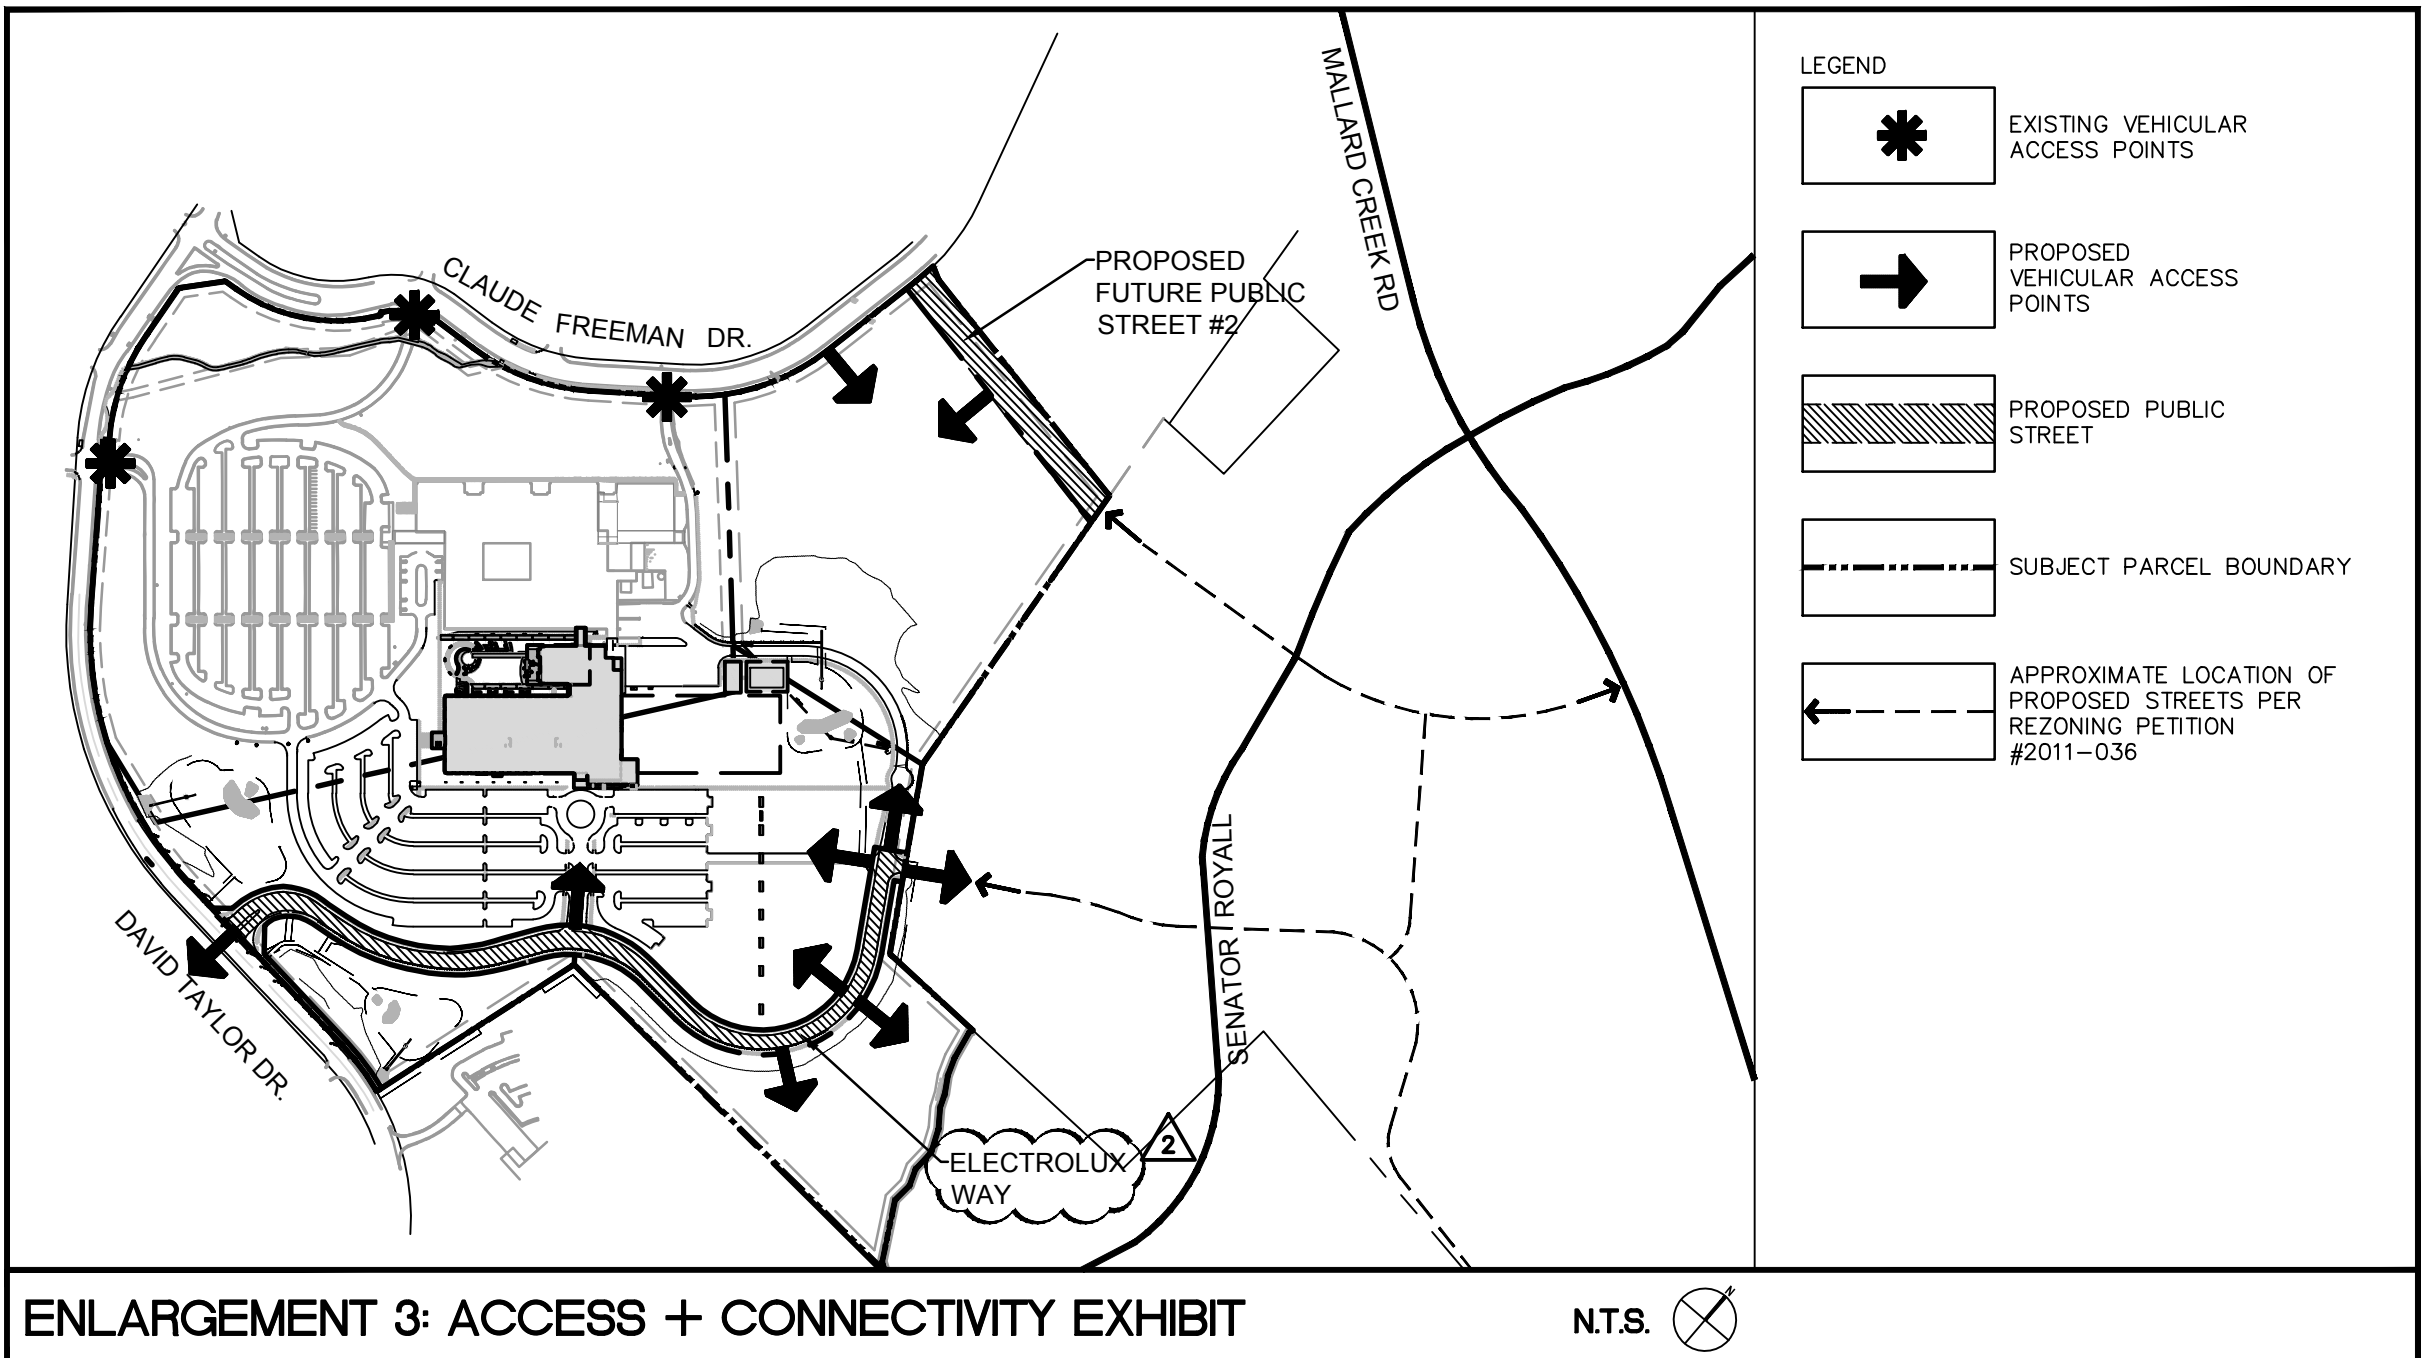 MALLARD CREEK RD
CLAUDE FREEMAN DR.
PROPOSED
FUTURE PUBLIC
STREET #2
DAVID TAYLOR DR.
SENATOR ROYALL
ELECTROLUX
WAY
2
LEGEND
EXISTING VEHICULAR
ACCESS POINTS
PROPOSED
VEHICULAR ACCESS
POINTS
PROPOSED PUBLIC
STREET
SUBJECT PARCEL BOUNDARY
APPROXIMATE LOCATION OF
PROPOSED STREETS PER
REZONING PETITION
#2011-036
ENLARGEMENT 3: ACCESS + CONNECTIVITY EXHIBIT
N.T.S.
N